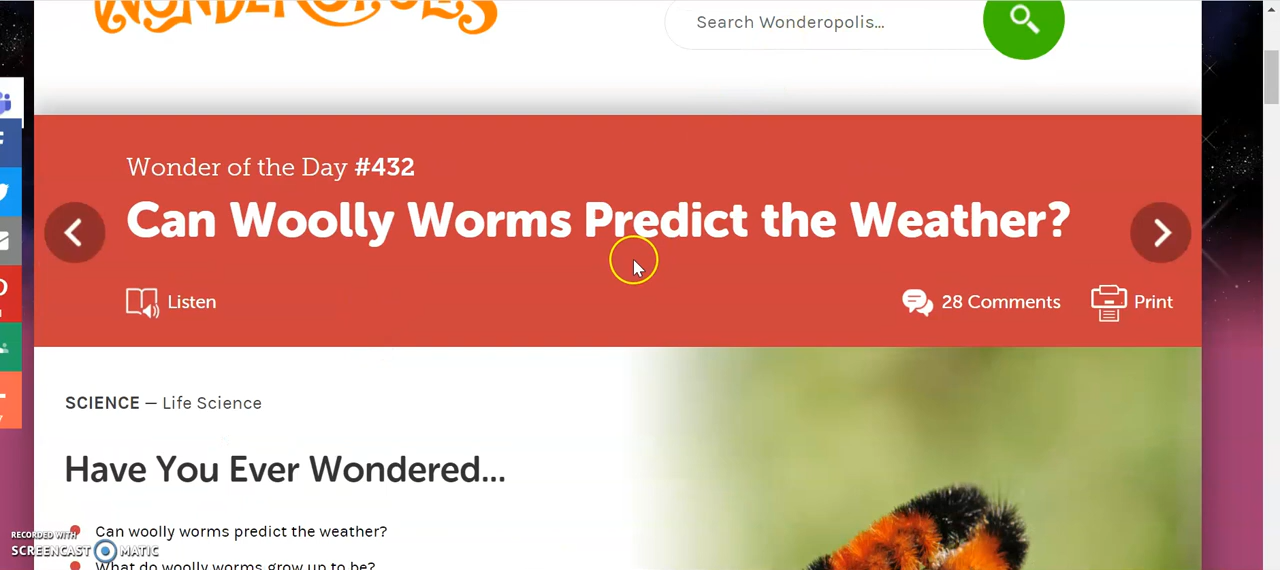 WONDEROPOLIS
Search Wonderopolis...
Wonder of the Day #432
Can Woolly Worms Predict the Weather?
Listen
28 Comments
Print
SCIENCE — Life Science
Have You Ever Wondered...
Can woolly worms predict the weather?
What do woolly worms grow up to be?
RECORDED WITH
SCREENCAST MATIC